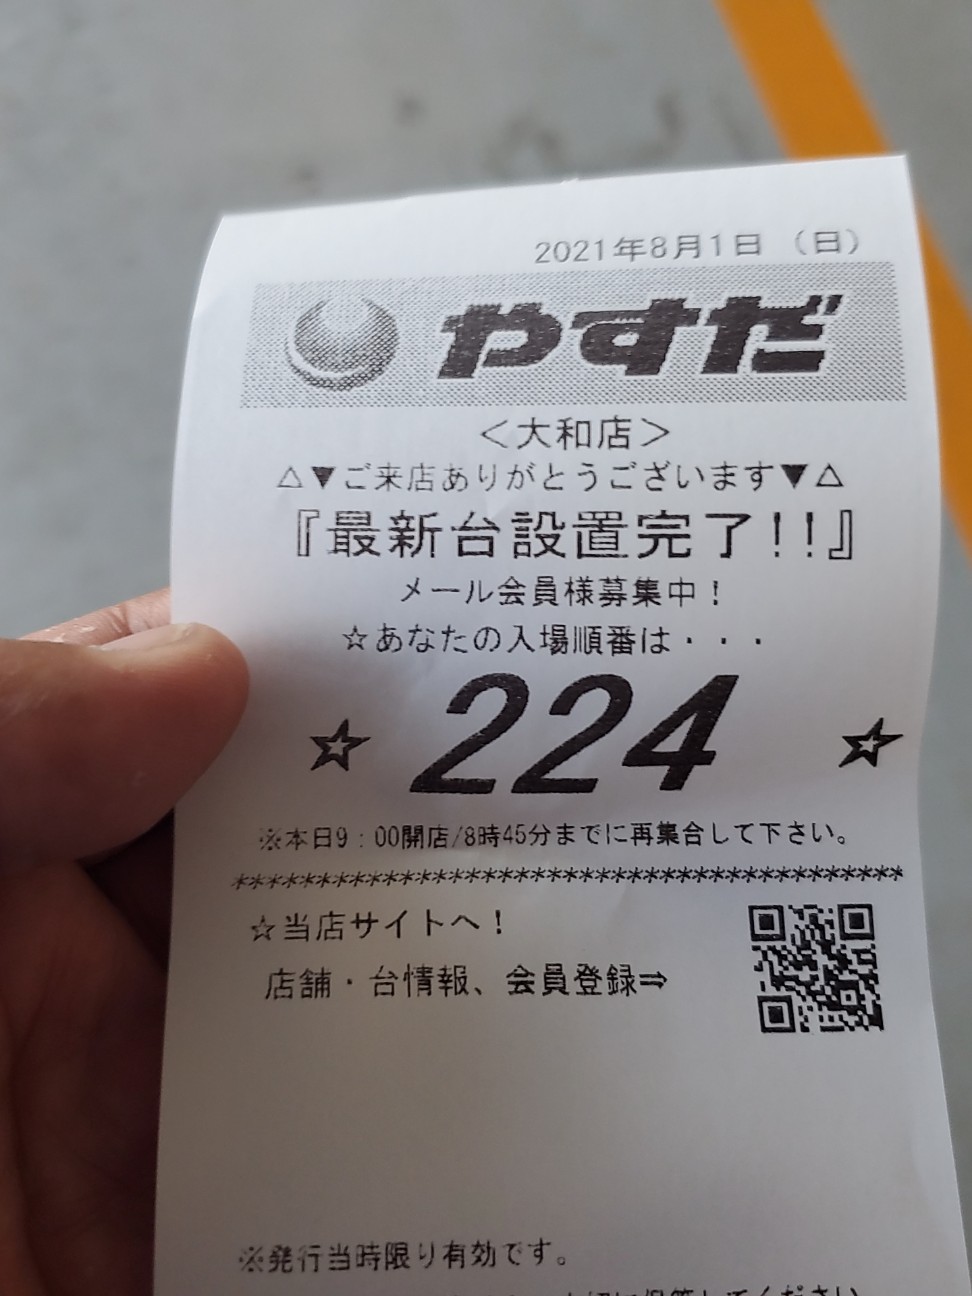 2021年8月1日 （日）
やすだ
＜大和店＞
△▼ご来店ありがとうございます▼△
『最新台設置完了!!』
メール会員様募集中！
☆あなたの入場順番は・・・
☆ 224 ☆
※本日9：00開店/8時45分までに再集合して下さい。
****************************************
☆当店サイトへ！
店舗・台情報、会員登録⇒
※発行当時限り有効です。
てください